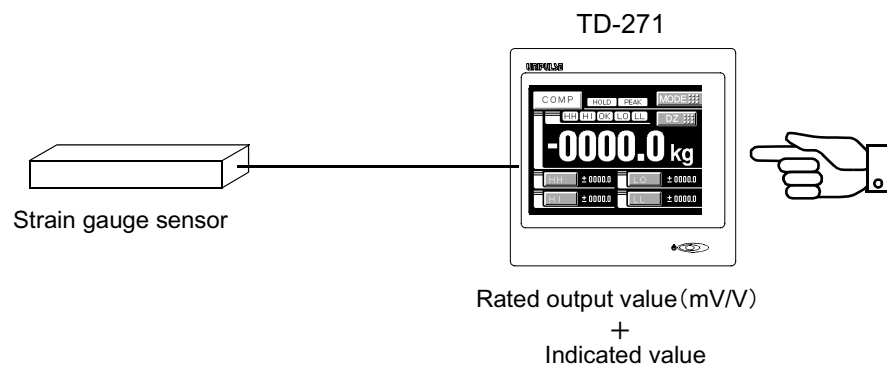 TD-271
UNIPULSE
COMP HOLD PEAK MODE
HH HI OK LO LL DZ
-0000.0 kg
HH ±0000.0 LO ±0000.0
HI ±0000.0 LL ±0000.0
Strain gauge sensor
Rated output value（mV/V）
+
Indicated value